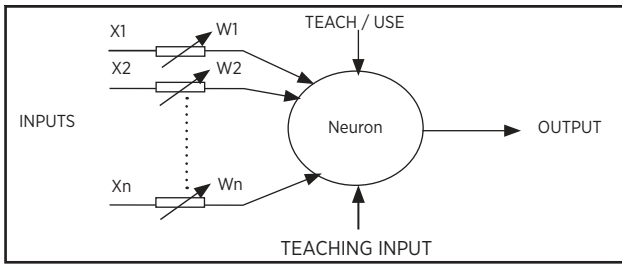 X1 W1 TEACH / USE
X2 W2
INPUTS Neuron OUTPUT
Xn Wn
TEACHING INPUT